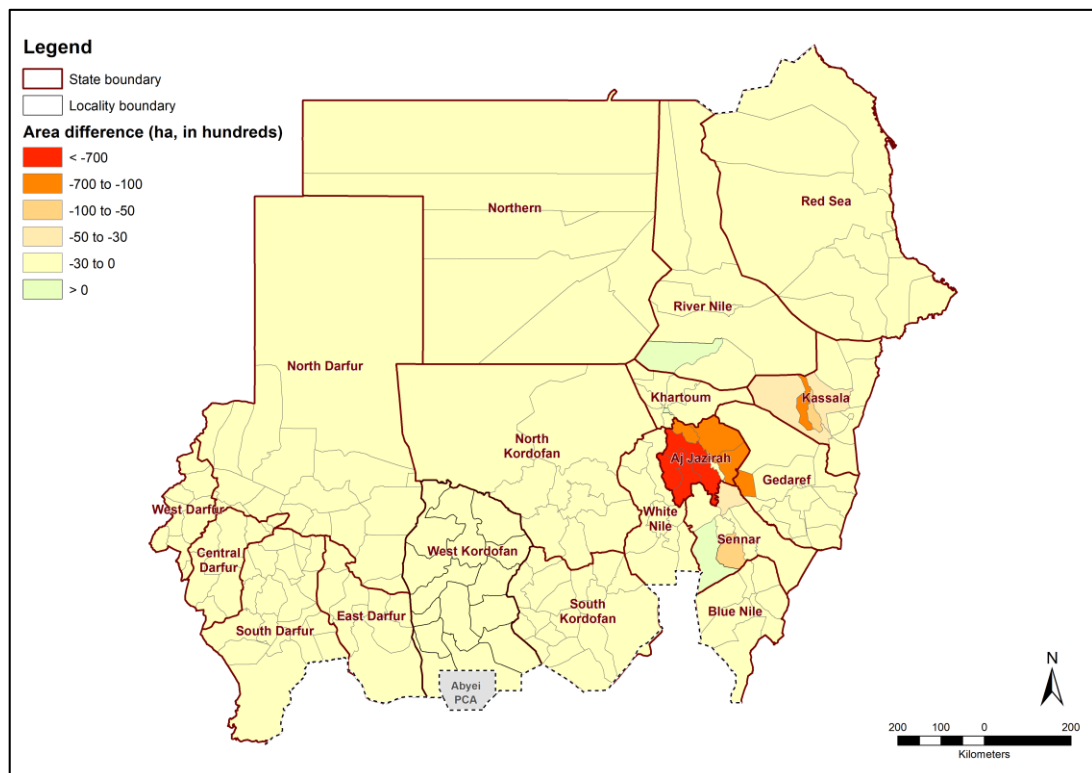 Legend
State boundary
Locality boundary
Area difference (ha, in hundreds)
< -700
-700 to -100
-100 to -50
-50 to -30
-30 to 0
> 0
Northern
Red Sea
River Nile
North Darfur
Khartoum
Kassala
North
Kordofan
Aj Jazirah
Gedaref
West Darfur
White
Nile
Sennar
Central
Darfur
West Kordofan
South
Kordofan
Blue Nile
East Darfur
South Darfur
Abyei
PCA
N
200 100 0 200
Kilometers